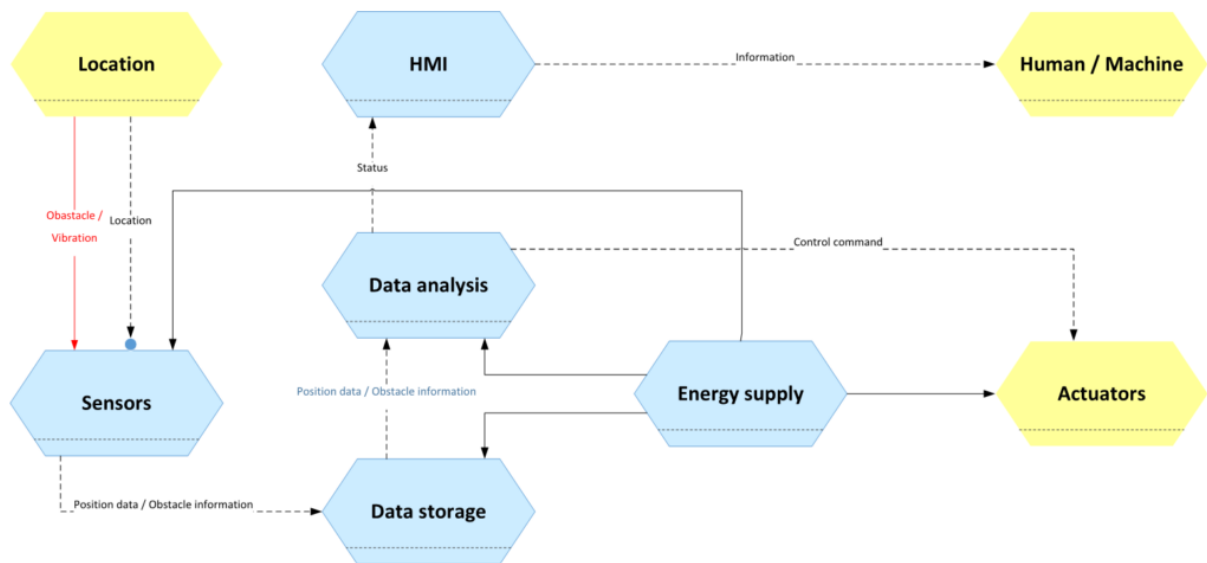 Location
HMI
Human / Machine
Information
Status
Obastacle /
Vibration
Location
Control command
Data analysis
Sensors
Position data / Obstacle information
Energy supply
Actuators
Position data / Obstacle information
Data storage